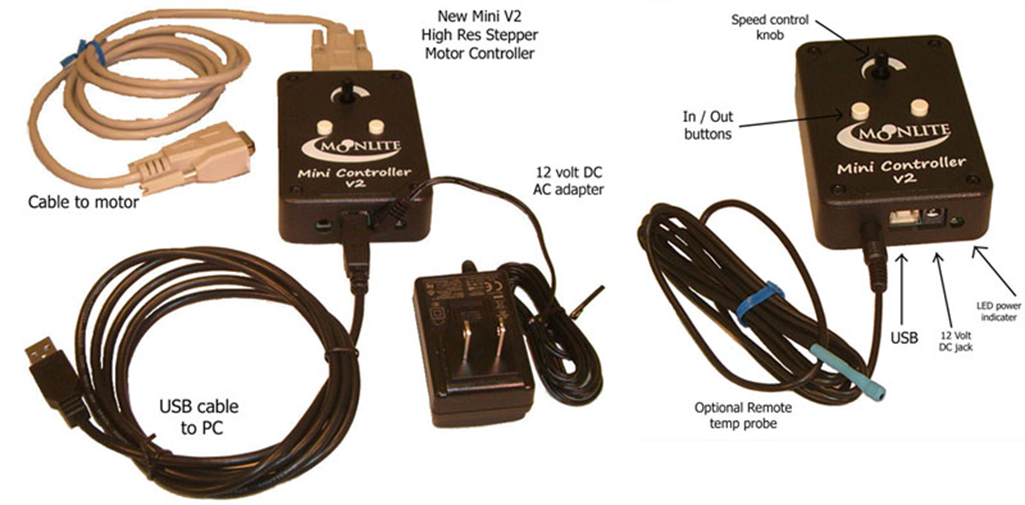 New Mini V2
High Res Stepper
Motor Controller
MOONLITE
Mini Controller
V2
Cable to motor
12 volt DC
AC adapter
USB cable
to PC
Speed control
knob
In / Out
buttons
MOONLITE
Mini Controller
V2
USB
12 Volt
DC jack
LED power
indicater
Optional Remote
temp probe